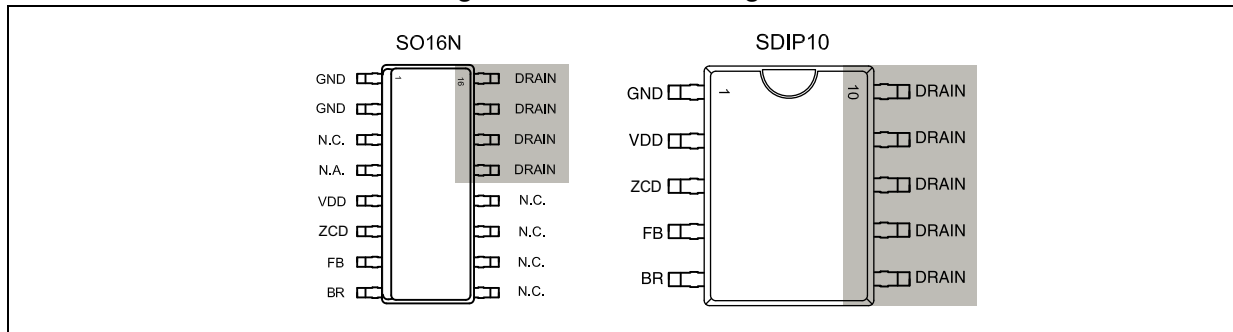 SO16N
GND 1 16 DRAIN
GND DRAIN
N.C. DRAIN
N.A. DRAIN
VDD N.C.
ZCD N.C.
FB N.C.
BR N.C.
SDIP10
GND 1 10 DRAIN
VDD DRAIN
ZCD DRAIN
FB DRAIN
BR DRAIN